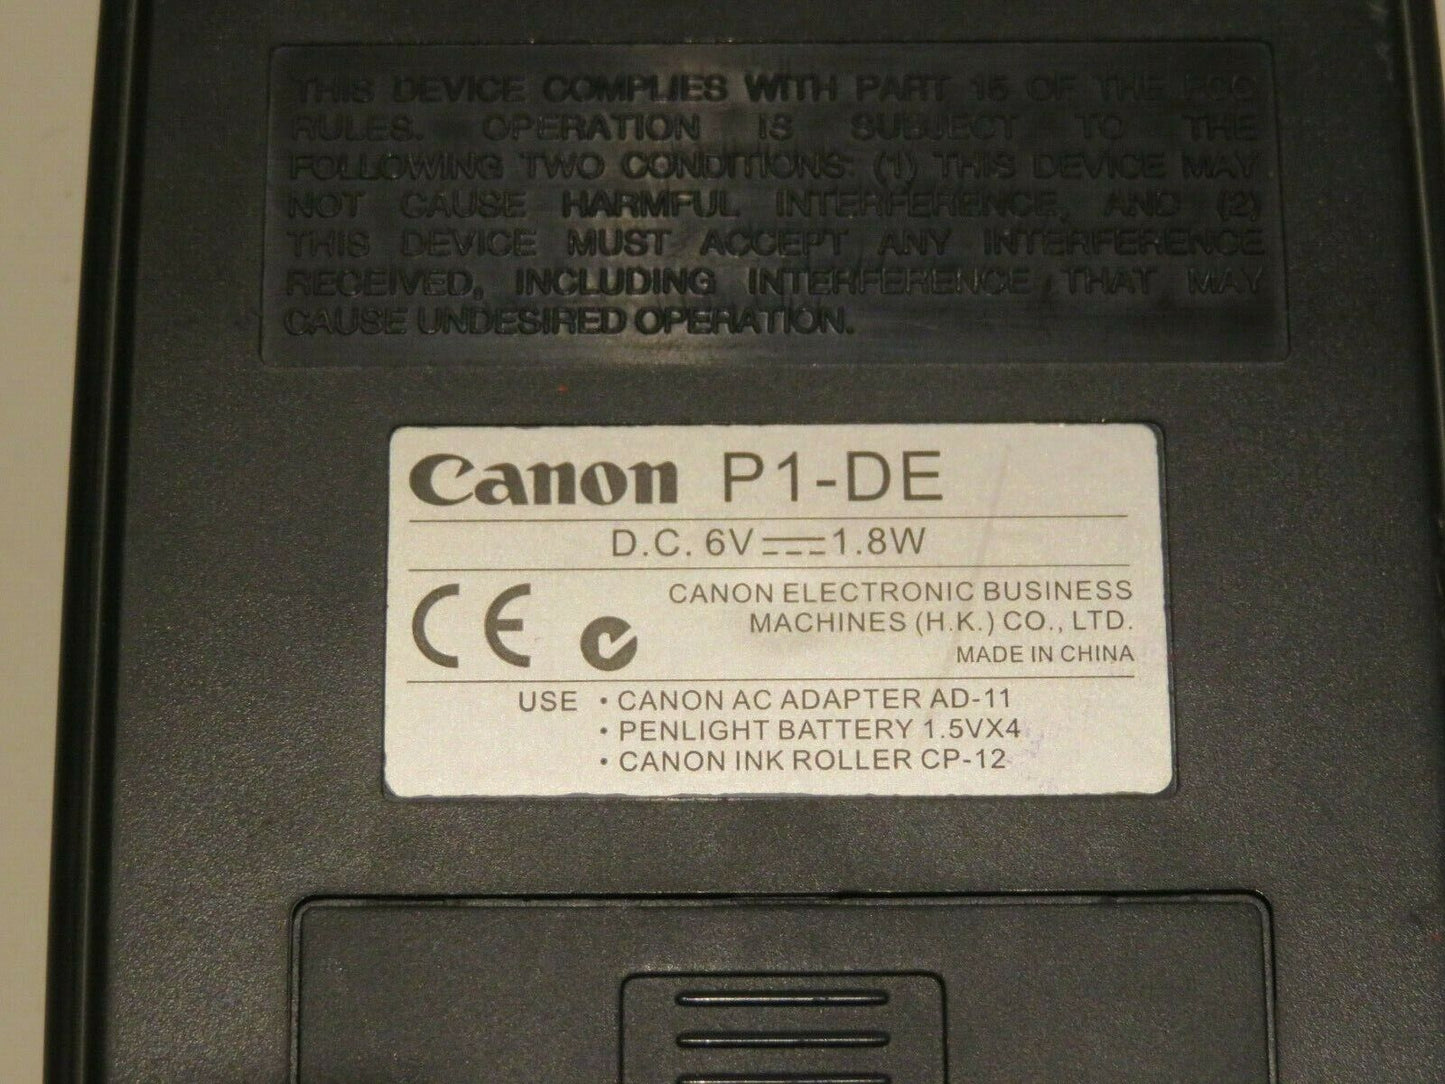 THIS DEVICE COMPLIES WITH PART 15 OF THE FCC
RULES. OPERATION IS SUBJECT TO THE
FOLLOWING TWO CONDITIONS: (1) THIS DEVICE MAY
NOT CAUSE HARMFUL INTERFERENCE, AND (2)
THIS DEVICE MUST ACCEPT ANY INTERFERENCE
RECEIVED, INCLUDING INTERFERENCE THAT MAY
CAUSE UNDESIRED OPERATION.
Canon P1-DE
D.C. 6V⎓1.8W
CE
CANON ELECTRONIC BUSINESS
MACHINES (H.K.) CO., LTD.
MADE IN CHINA
USE • CANON AC ADAPTER AD-11
• PENLIGHT BATTERY 1.5VX4
• CANON INK ROLLER CP-12